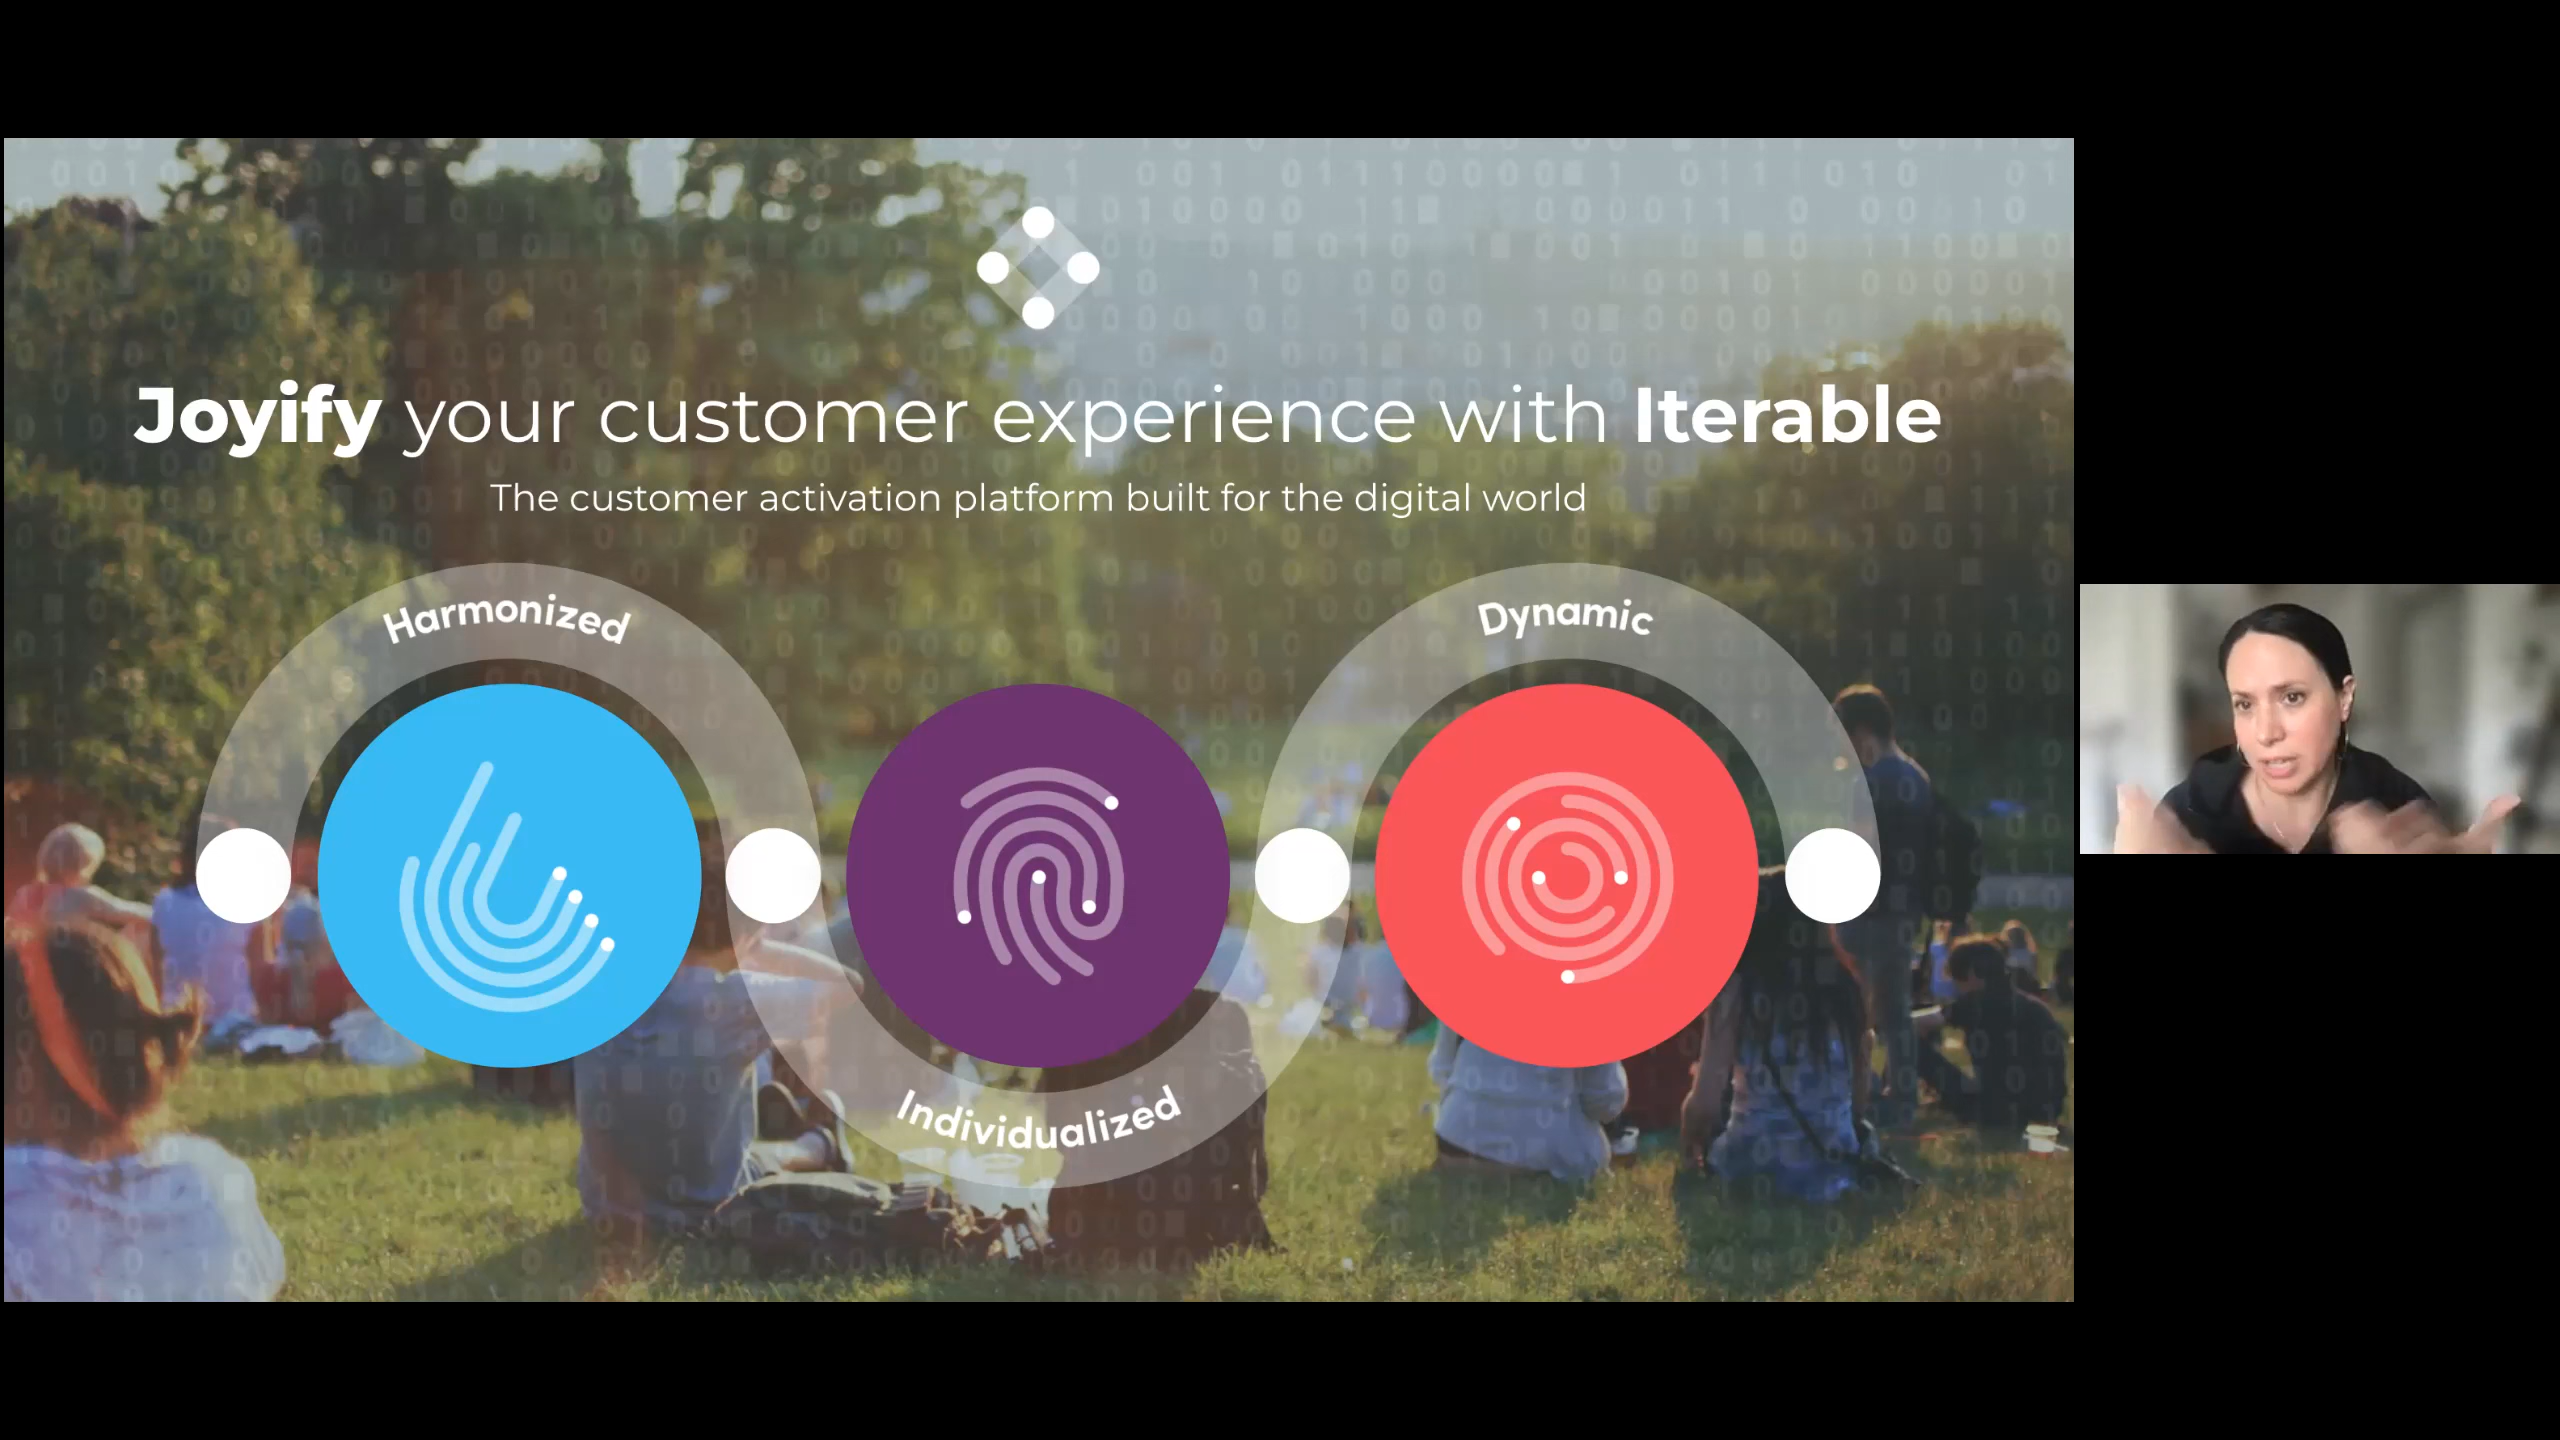 Joyify your customer experience with Iterable
The customer activation platform built for the digital world
Harmonized
Dynamic
Individualized